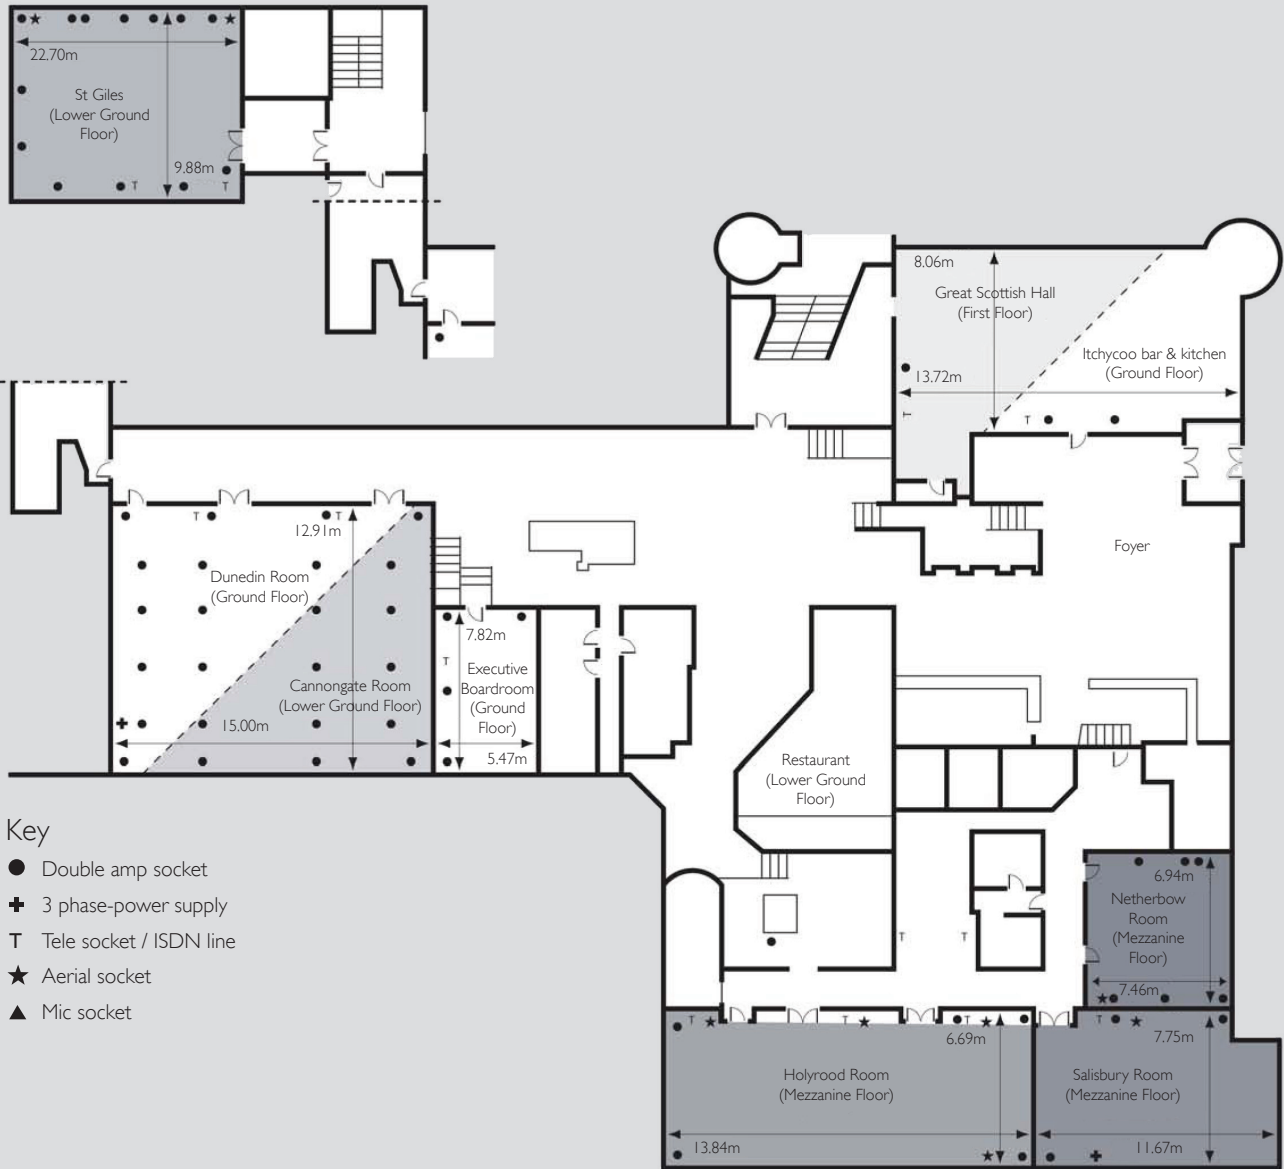 22.70m
St Giles
(Lower Ground
Floor)
9.88m
T
T
8.06m
Great Scottish Hall
(First Floor)
Itchycoo bar & kitchen
(Ground Floor)
13.72m
T
T
T
T
12.91m
Dunedin Room
(Ground Floor)
Foyer
7.82m
T
Executive
Boardroom
(Ground
Floor)
5.47m
Cannongate Room
(Lower Ground Floor)
15.00m
Restaurant
(Lower Ground
Floor)
Key
Double amp socket
3 phase-power supply
T Tele socket / ISDN line
Aerial socket
Mic socket
6.94m
Netherbow
Room
(Mezzanine
Floor)
7.46m
T
T
T
T
T
T
6.69m
7.75m
Holyrood Room
(Mezzanine Floor)
Salisbury Room
(Mezzanine Floor)
13.84m
11.67m